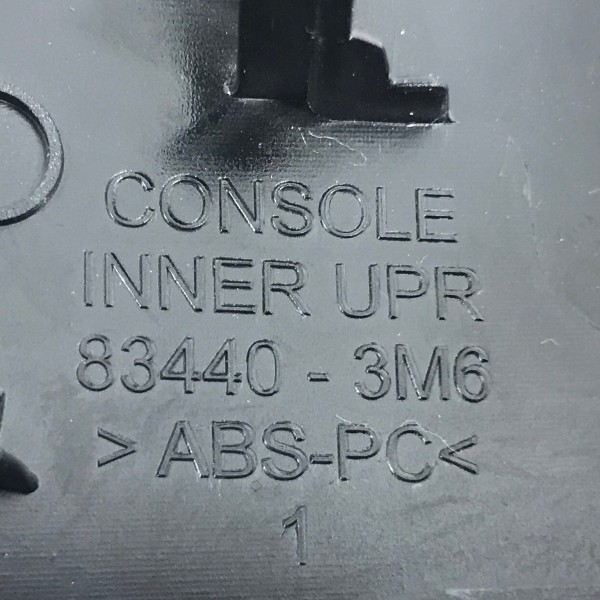 CONSOLE
INNER UPR
83440 - 3M6
> ABS-PC<
1